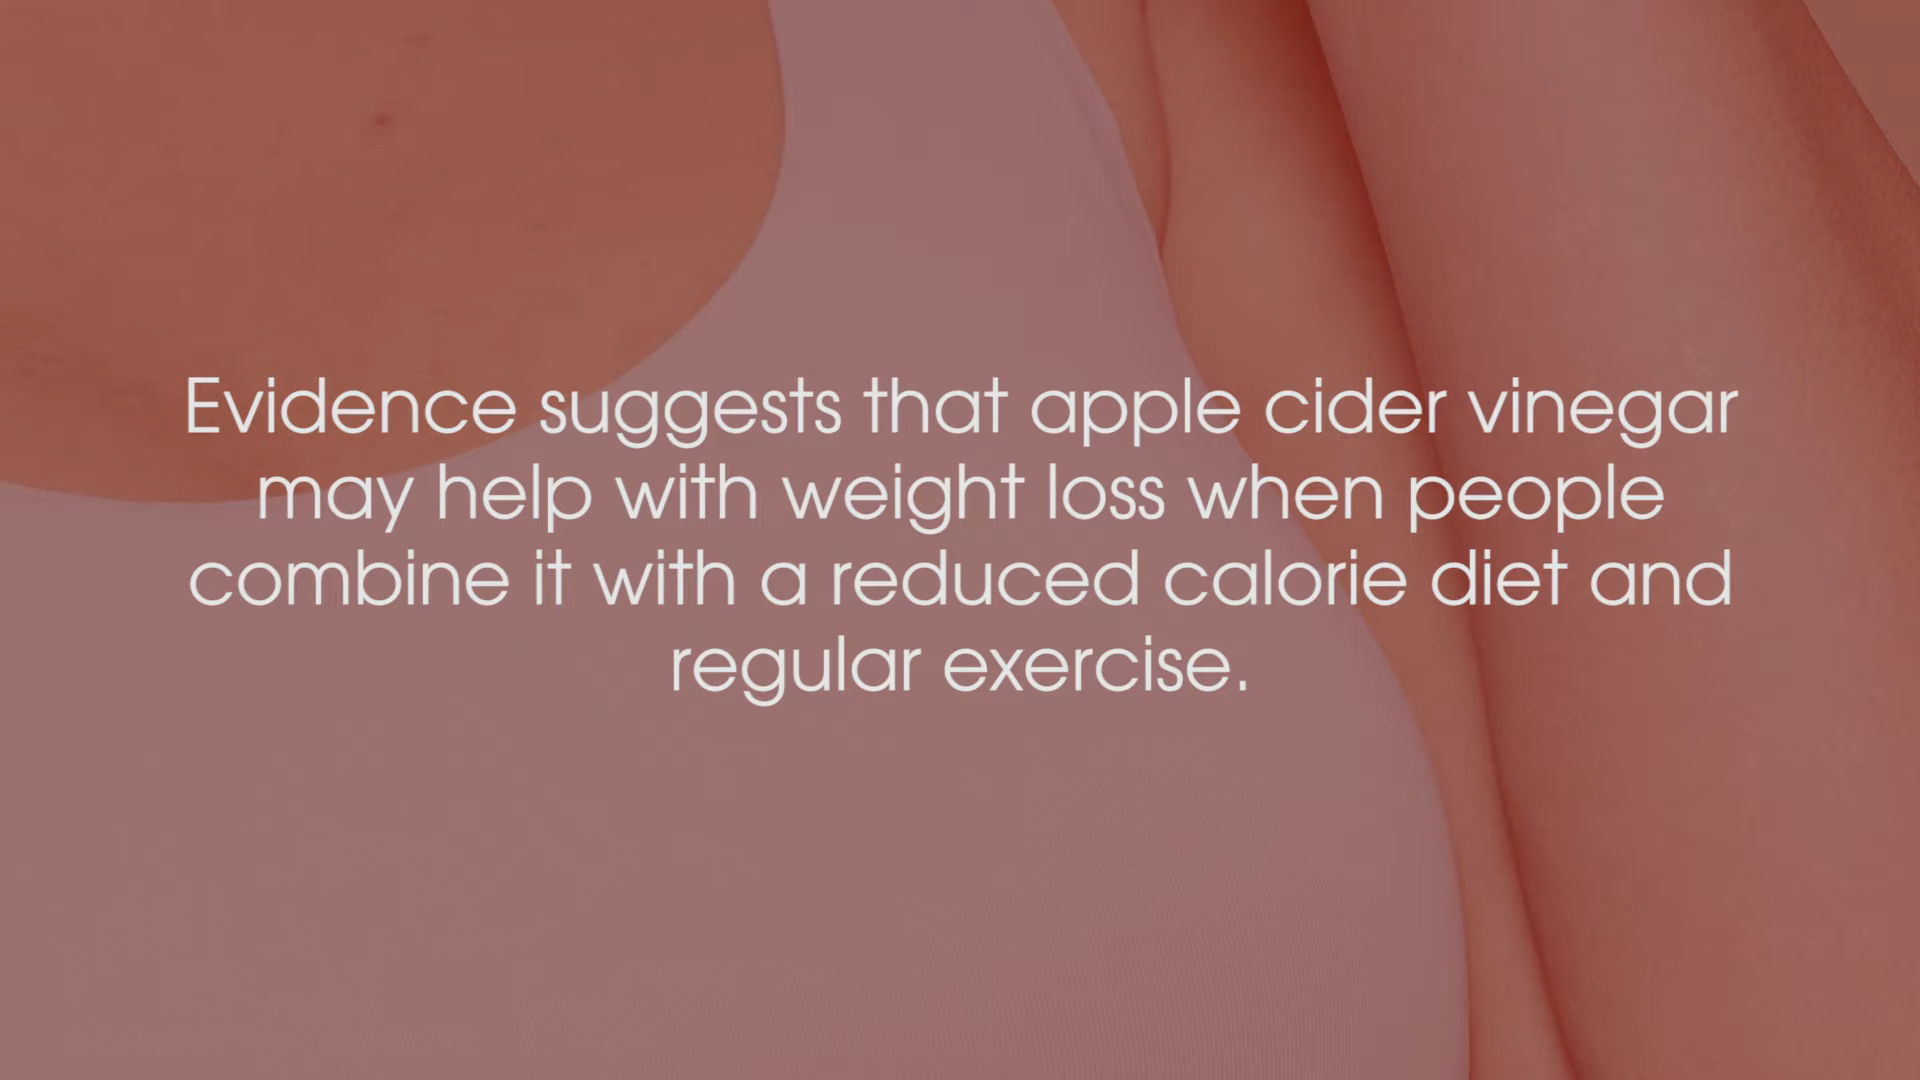 Evidence suggests that apple cider vinegar
may help with weight loss when people
combine it with a reduced calorie diet and
regular exercise.